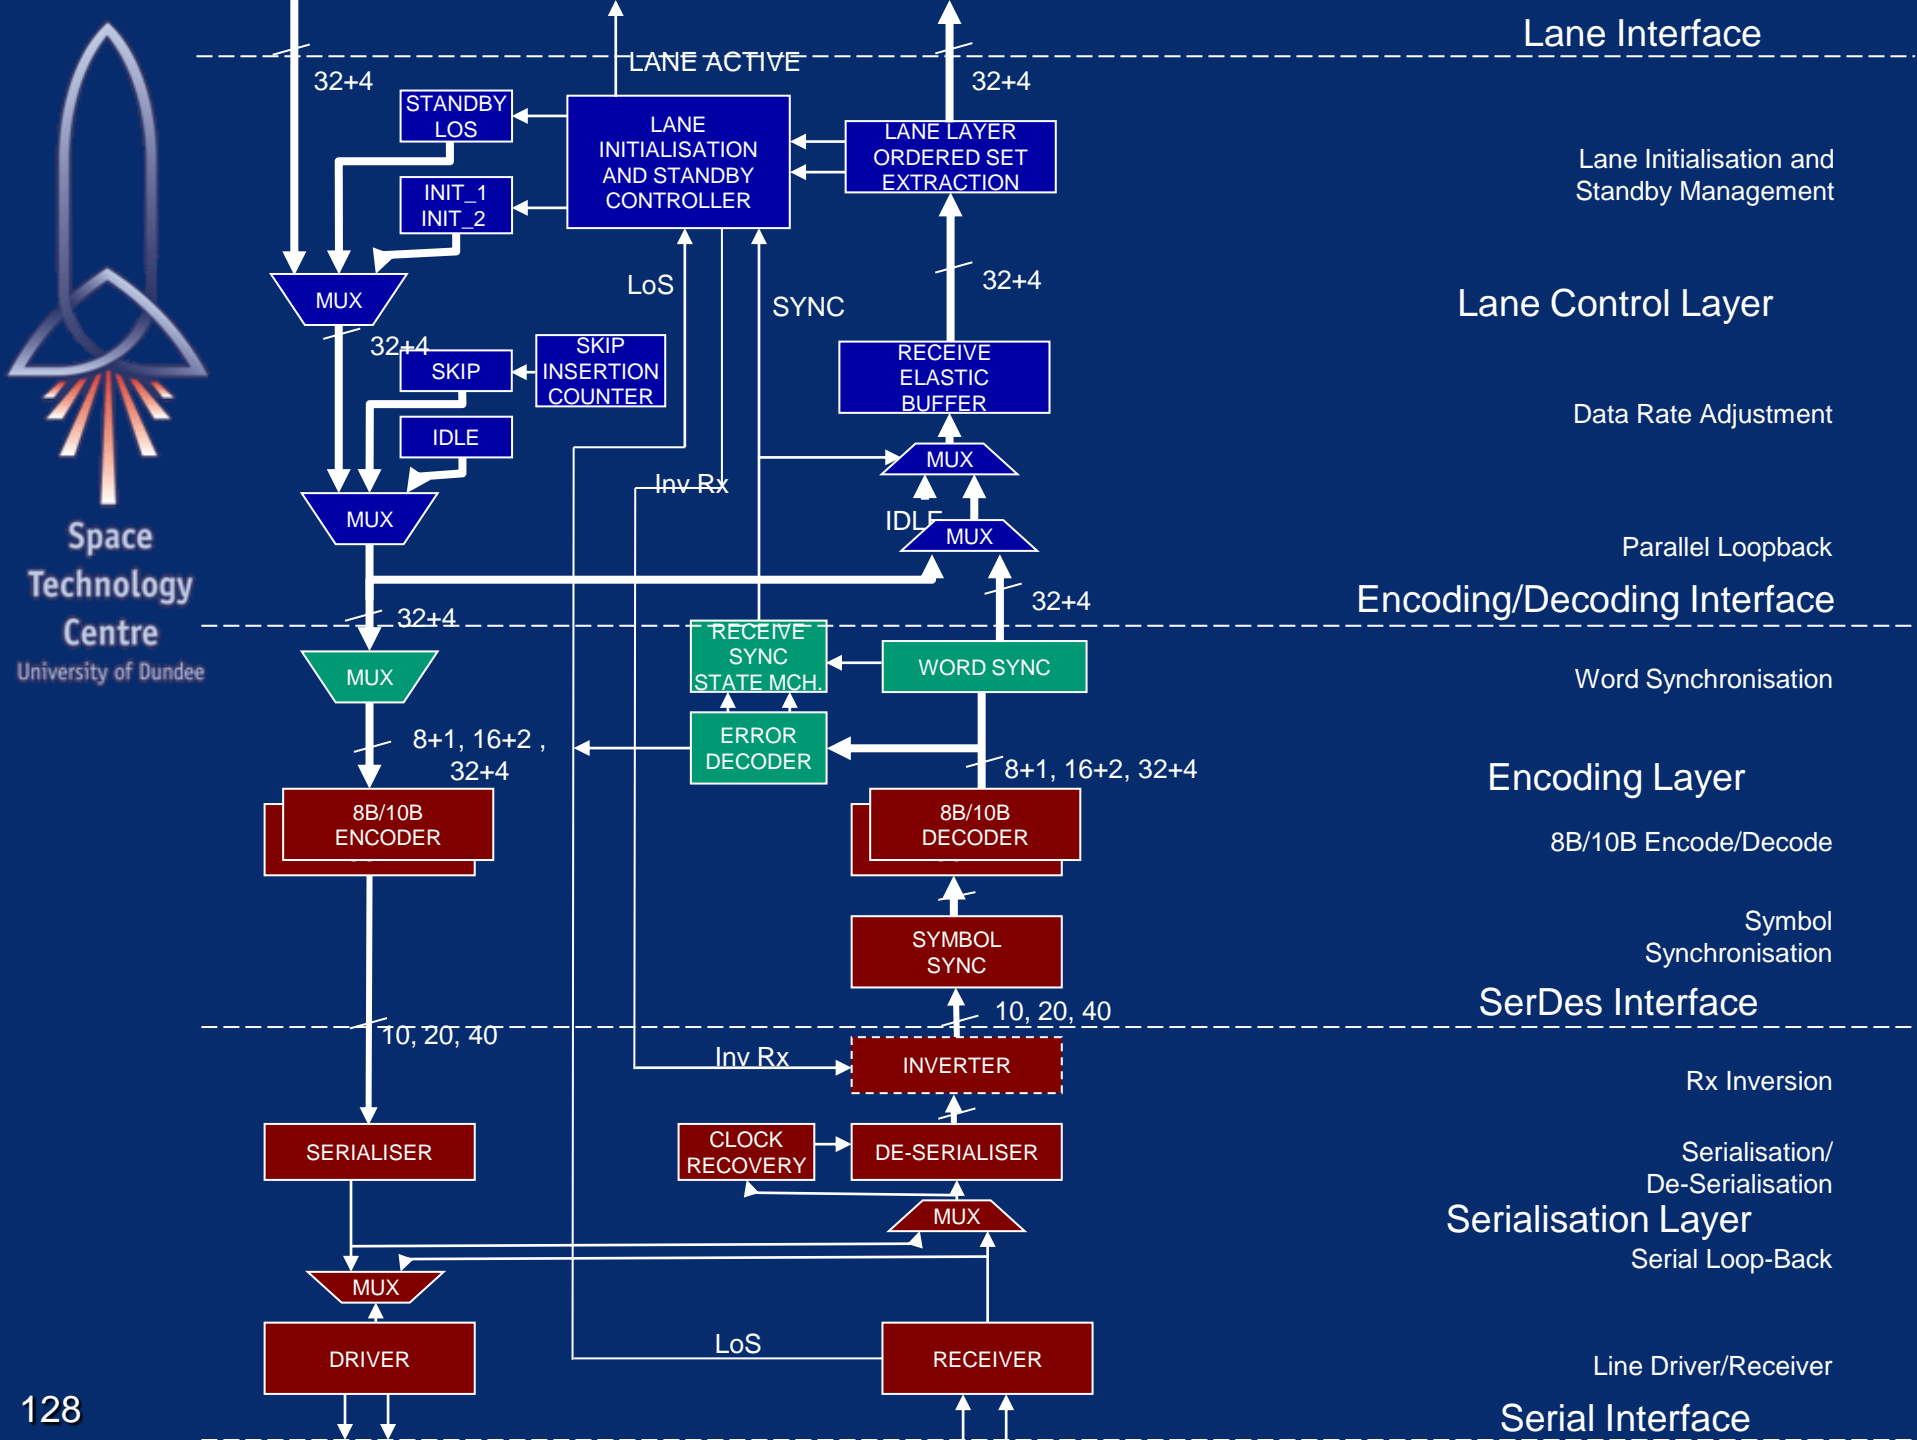 Lane Interface
LANE ACTIVE
32+4
32+4
STANDBY
LOS
LANE
INITIALISATION
AND STANDBY
CONTROLLER
LANE LAYER
ORDERED SET
EXTRACTION
Lane Initialisation and
Standby Management
INIT_1
INIT_2
LoS
32+4
SYNC
MUX
Lane Control Layer
32+4
SKIP
SKIP
INSERTION
COUNTER
RECEIVE
ELASTIC
BUFFER
Data Rate Adjustment
IDLE
MUX
Inv Rx
MUX
IDLE
MUX
Parallel Loopback
Space
Technology
Centre
University of Dundee
Encoding/Decoding Interface
32+4
32+4
RECEIVE
SYNC
STATE MCH.
WORD SYNC
MUX
Word Synchronisation
ERROR
DECODER
8+1, 16+2 ,
32+4
8+1, 16+2, 32+4
Encoding Layer
8B/10B
ENCODER
8B/10B
DECODER
8B/10B Encode/Decode
SYMBOL
SYNC
Symbol
Synchronisation
SerDes Interface
10, 20, 40
10, 20, 40
Inv Rx
INVERTER
Rx Inversion
SERIALISER
CLOCK
RECOVERY
DE-SERIALISER
Serialisation/
De-Serialisation
MUX
Serialisation Layer
Serial Loop-Back
MUX
DRIVER
LoS
RECEIVER
Line Driver/Receiver
128
Serial Interface